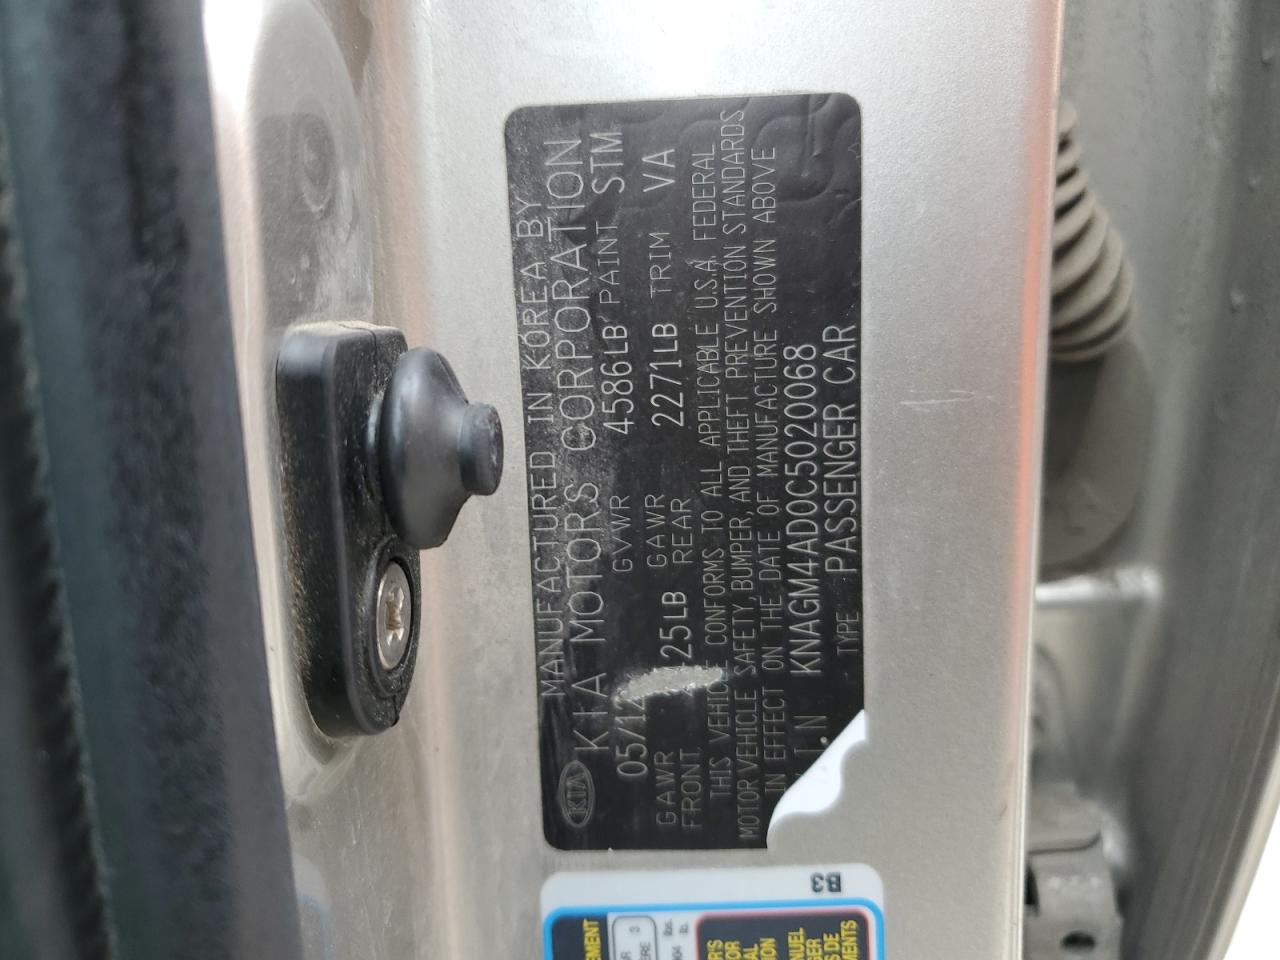 MANUFACTURED IN KOREA BY
KIA KIA MOTORS CORPORATION
05/12 GVWR 4586LB PAINT STM
GAWR 25LB GAWR 2271LB TRIM VA
FRONT REAR
THIS VEHICLE CONFORMS TO ALL APPLICABLE U.S.A. FEDERAL
MOTOR VEHICLE SAFETY, BUMPER, AND THEFT PREVENTION STANDARDS
IN EFFECT ON THE DATE OF MANUFACTURE SHOWN ABOVE
I.N KNAGM4AD0C5020068
TYPE PASSENGER CAR
B3